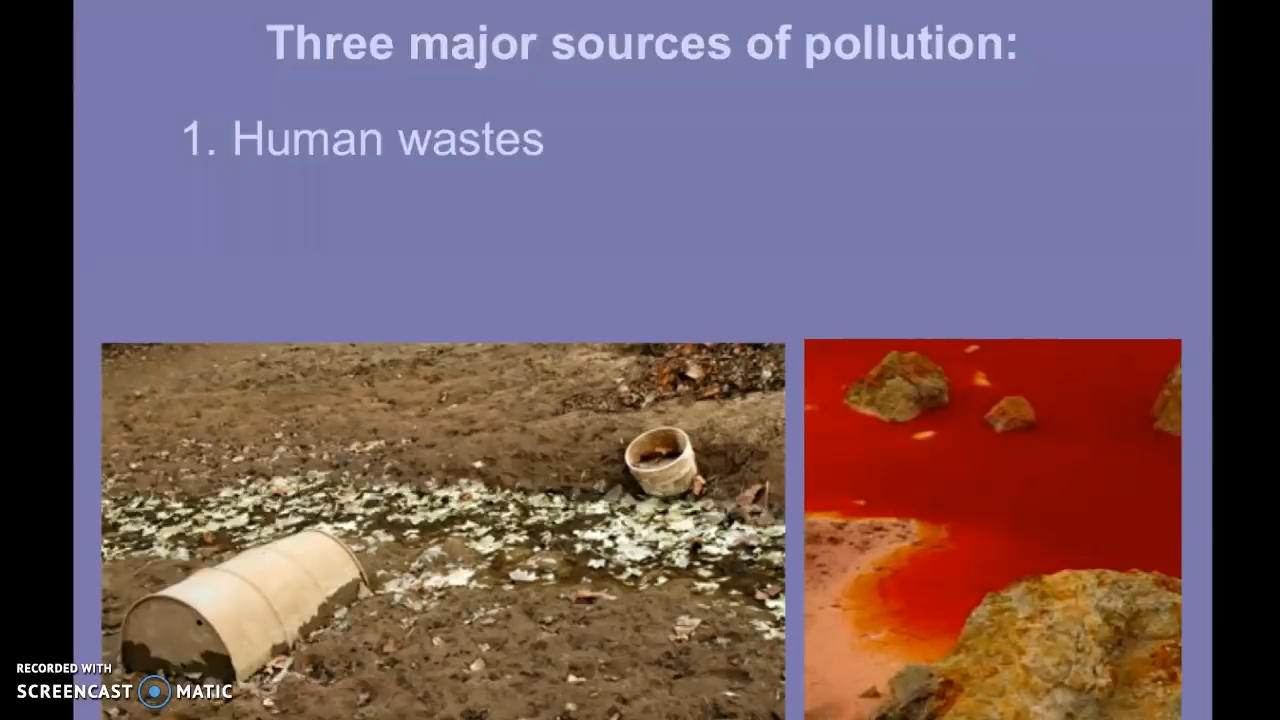 Three major sources of pollution:
1. Human wastes
RECORDED WITH
SCREENCAST MATIC